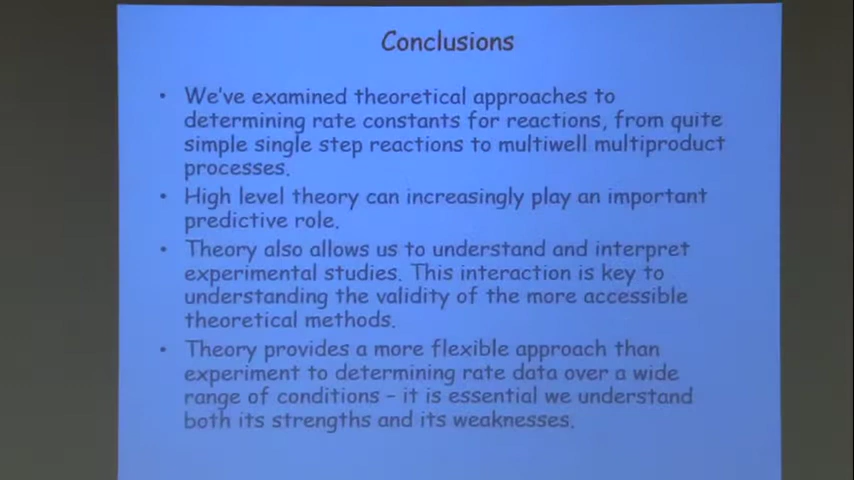 Conclusions
• We've examined theoretical approaches to
determining rate constants for reactions, from quite
simple single step reactions to multiwell multiproduct
processes.
• High level theory can increasingly play an important
predictive role.
• Theory also allows us to understand and interpret
experimental studies. This interaction is key to
understanding the validity of the more accessible
theoretical methods.
• Theory provides a more flexible approach than
experiment to determining rate data over a wide
range of conditions – it is essential we understand
both its strengths and its weaknesses.